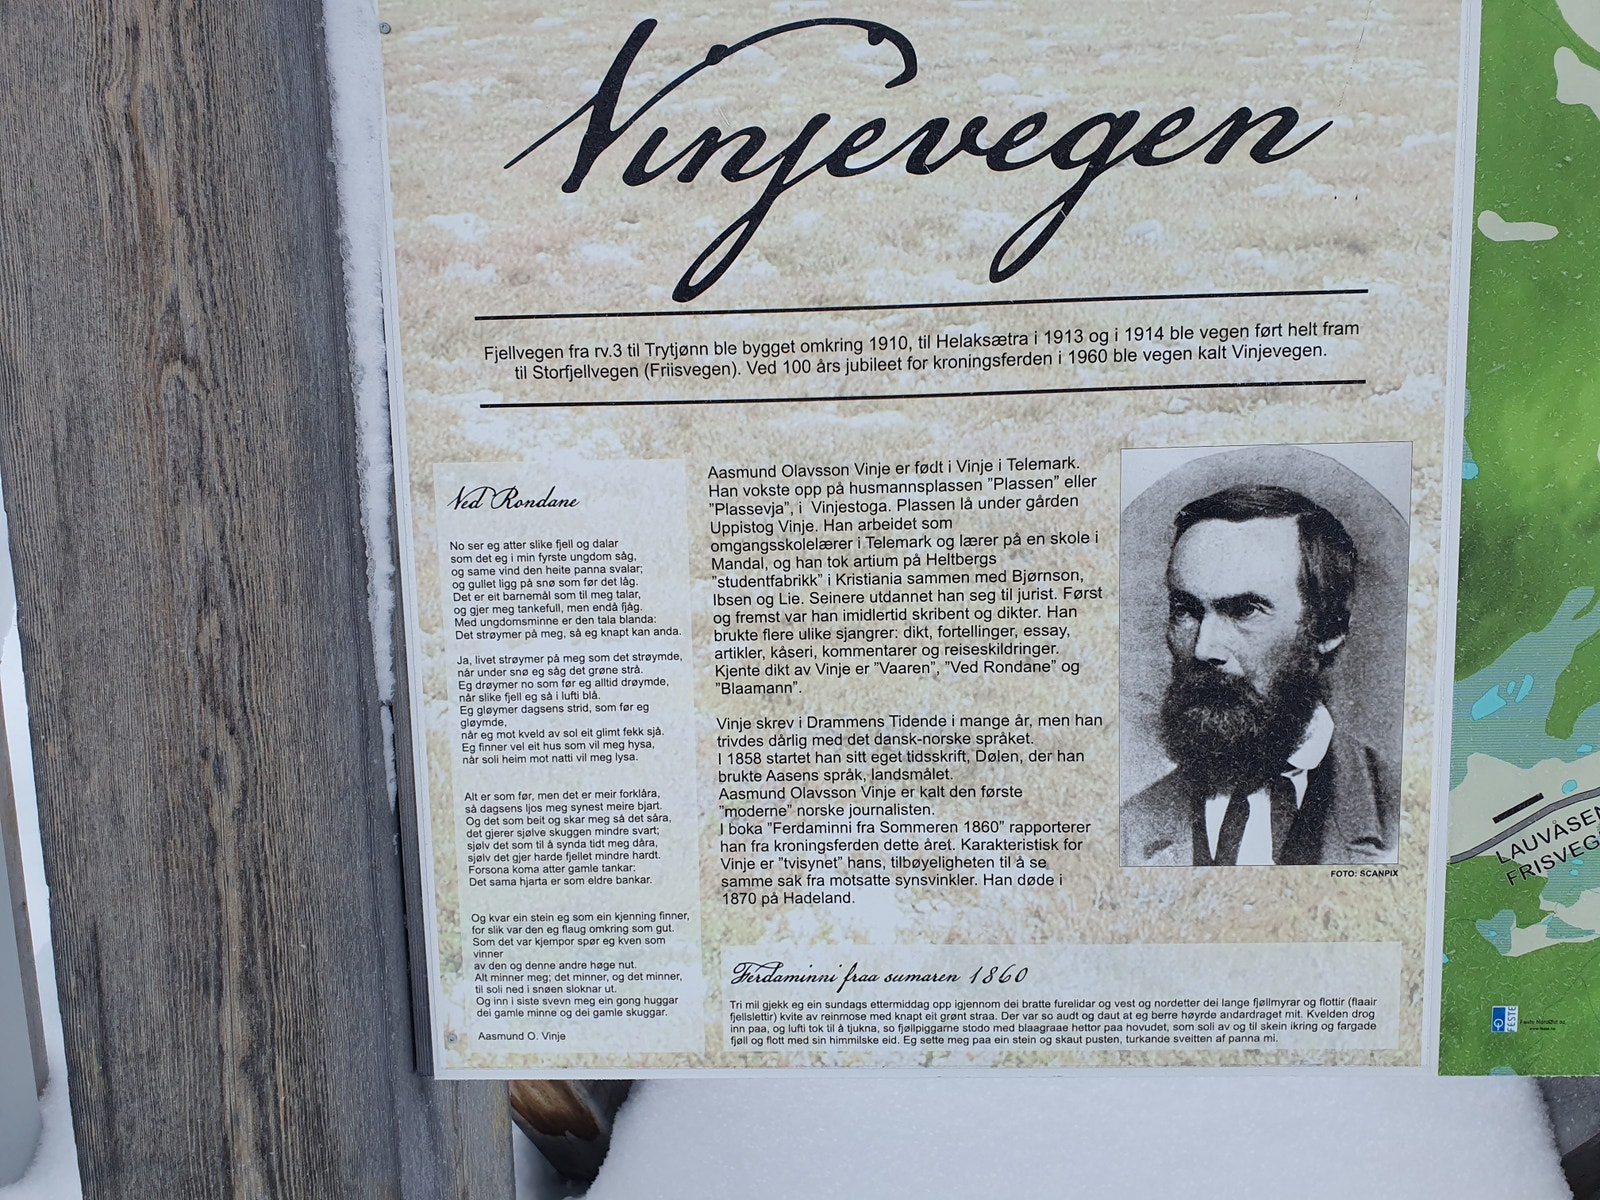 Vinjevegen
Fjellvegen fra rv.3 til Trytjønn ble bygget omkring 1910, til Helaksætra i 1913 og i 1914 ble vegen ført helt fram
til Storfjellvegen (Friisvegen). Ved 100 års jubileet for kroningsferden i 1960 ble vegen kalt Vinjevegen.
Ved Rondane
No ser eg atter slike fjell og dalar
som det eg i min fyrste ungdom såg,
og same vind den heite panna svalar;
og gullet ligg på snø som før det låg.
Det er eit barnemål som til meg talar,
og gjer meg tankefull, men endå fjåg.
Med ungdomsminne er den tala blanda:
Det strøymer på meg, så eg knapt kan anda.
Ja, livet strøymer på meg som det strøymde,
når under snø eg såg det grøne strå.
Eg drøymer no som før eg alltid drøymde,
når slike fjell eg så i lufti blå.
Eg gløymer dagsens strid, som før eg
gløymde,
når eg mot kveld av sol eit glimt fekk sjå.
Eg finner vel eit hus som vil meg hysa,
når soli heim mot natti vil meg lysa.
Alt er som før, men det er meir forklåra,
så dagsens ljos meg synest meire bjart.
Og det som beit og skar meg så det såra,
det gjerer sjølve skuggen mindre svart;
sjølv det som til å synda tidt meg dåra,
sjølv det gjer harde fjellet mindre hardt.
Forsona koma atter gamle tankar:
Det sama hjarta er som eldre bankar.
Og kvar ein stein eg som ein kjenning finner,
for slik var den eg flaug omkring som gut.
Som det var kjempor spør eg kven som
vinner
av den og denne andre høge nut.
Alt minner meg; det minner, og det minner,
til soli ned i snøen sloknar ut.
Og inn i siste svevn meg ein gong huggar
dei gamle minne og dei gamle skuggar.
Aasmund O. Vinje
Aasmund Olavsson Vinje er født i Vinje i Telemark.
Han vokste opp på husmannsplassen ”Plassen” eller
”Plassevja”, i Vinjestoga. Plassen lå under gården
Uppistog Vinje. Han arbeidet som
omgangsskolelærer i Telemark og lærer på en skole i
Mandal, og han tok artium på Heltbergs
”studentfabrikk” i Kristiania sammen med Bjørnson,
Ibsen og Lie. Seinere utdannet han seg til jurist. Først
og fremst var han imidlertid skribent og dikter. Han
brukte flere ulike sjangrer: dikt, fortellinger, essay,
artikler, kåseri, kommentarer og reiseskildringer.
Kjente dikt av Vinje er ”Vaaren”, ”Ved Rondane” og
”Blaamann”.
Vinje skrev i Drammens Tidende i mange år, men han
trivdes dårlig med det dansk-norske språket.
I 1858 startet han sitt eget tidsskrift, Dølen, der han
brukte Aasens språk, landsmålet.
Aasmund Olavsson Vinje er kalt den første
”moderne” norske journalisten.
I boka ”Ferdaminni fra Sommeren 1860” rapporterer
han fra kroningsferden dette året. Karakteristisk for
Vinje er ”tvisynet” hans, tilbøyeligheten til å se
samme sak fra motsatte synsvinkler. Han døde i
1870 på Hadeland.
FOTO: SCANPIX
Ferdaminni fraa sumaren 1860
Tri mil gjekk eg ein sundags ettermiddag opp igjennom dei bratte furelidar og vest og nordetter dei lange fjøllmyrar og flottir (flaair
fjellslettir) kvite av reinmose med knapt eit grønt straa. Der var so audt og daut at eg berre høyrde andardraget mit. Kvelden drog
inn paa, og lufti tok til å tjukna, so fjøllpiggarne stodo med blaagraae hettor paa hovudet, som soli av og til skein ikring og fargade
fjøll og flott med sin himmilske eid. Eg sette meg paa ein stein og skaut pusten, turkande sveitten af panna mi.
LAUVÅSEN
FRISVEG
FESTE
Feste NordØst as
www.feste.no